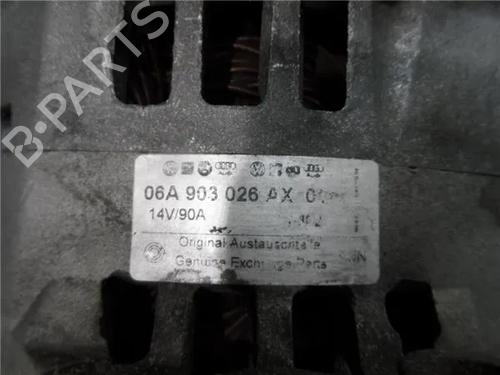 B-PARTS
06A 903 026 AX
14V/90A
Original Austauschteile
Genuine Exchange Parts